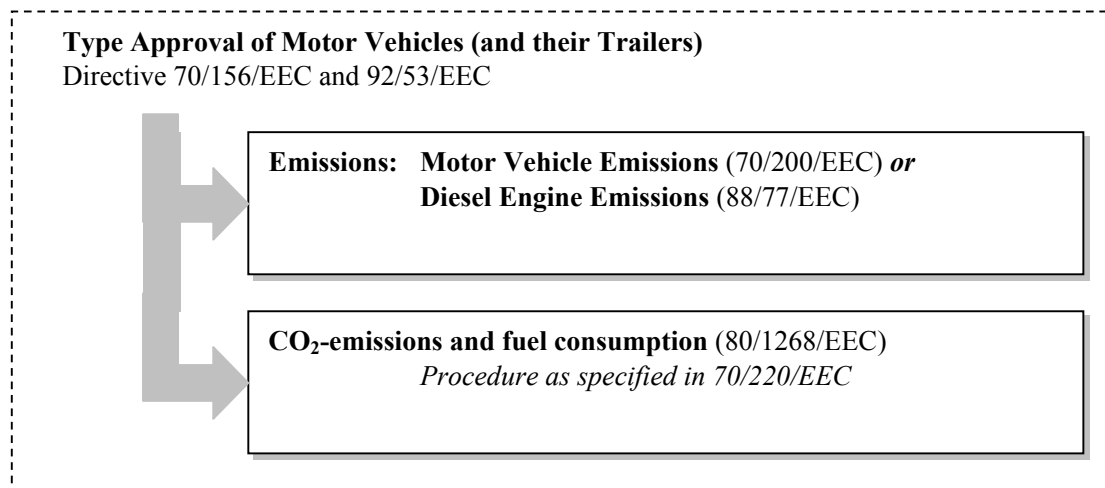 Type Approval of Motor Vehicles (and their Trailers)
Directive 70/156/EEC and 92/53/EEC
Emissions: Motor Vehicle Emissions (70/200/EEC) or
Diesel Engine Emissions (88/77/EEC)
CO₂-emissions and fuel consumption (80/1268/EEC)
Procedure as specified in 70/220/EEC